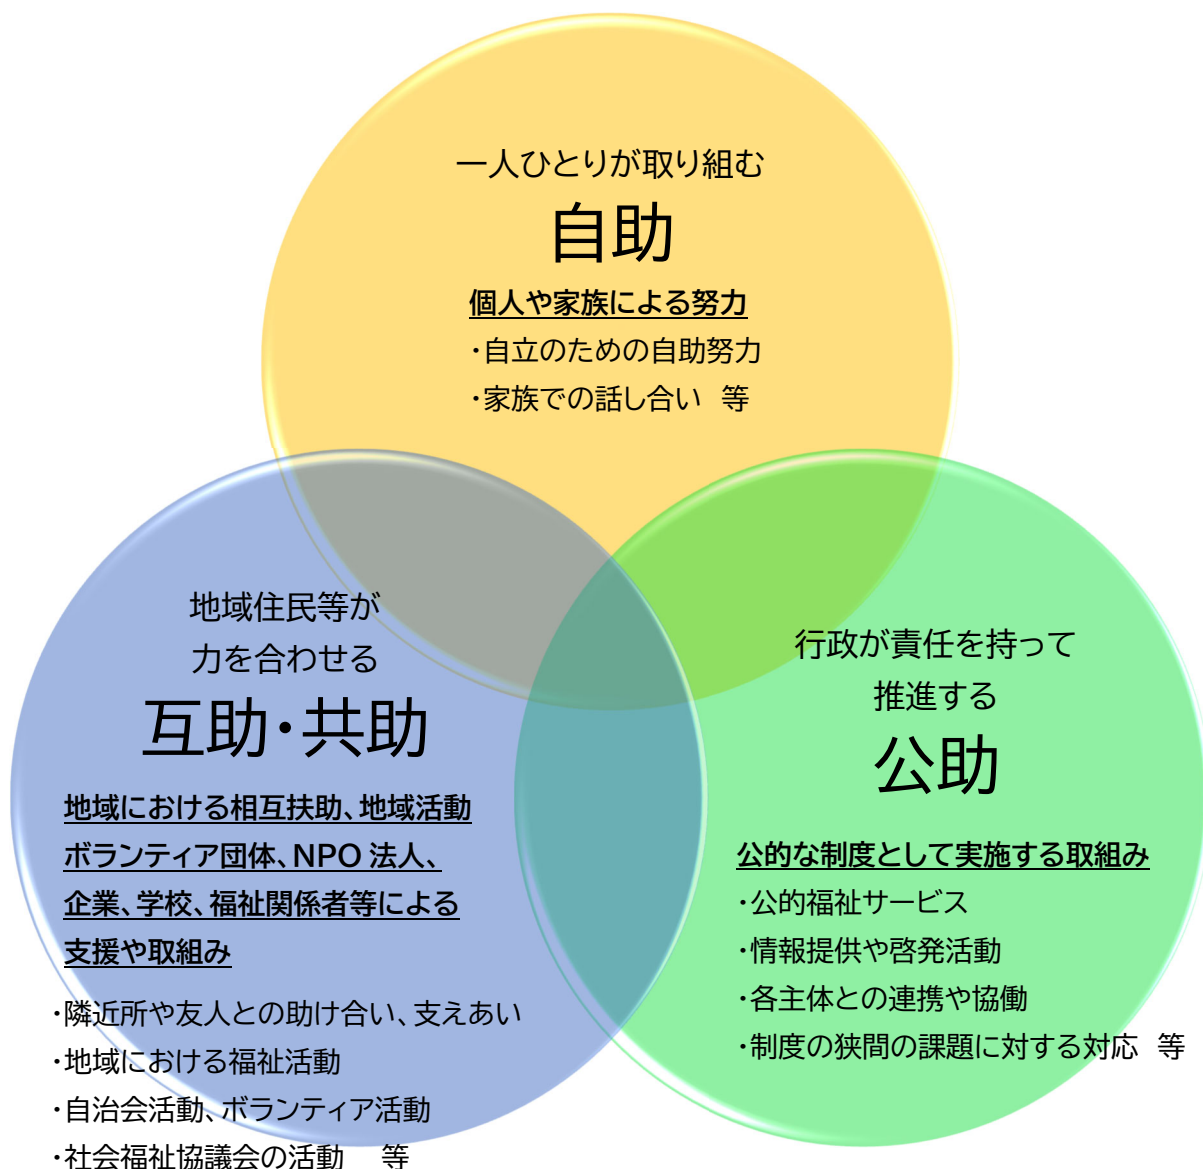 一人ひとりが取り組む
自助
個人や家族による努力
・自立のための自助努力
・家族での話し合い　等
地域住民等が
力を合わせる
互助・共助
地域における相互扶助、地域活動
ボランティア団体、NPO 法人、
企業、学校、福祉関係者等による
支援や取組み
・隣近所や友人との助け合い、支えあい
・地域における福祉活動
・自治会活動、ボランティア活動
・社会福祉協議会の活動　等
行政が責任を持って
推進する
公助
公的な制度として実施する取組み
・公的福祉サービス
・情報提供や啓発活動
・各主体との連携や協働
・制度の狭間の課題に対する対応　等